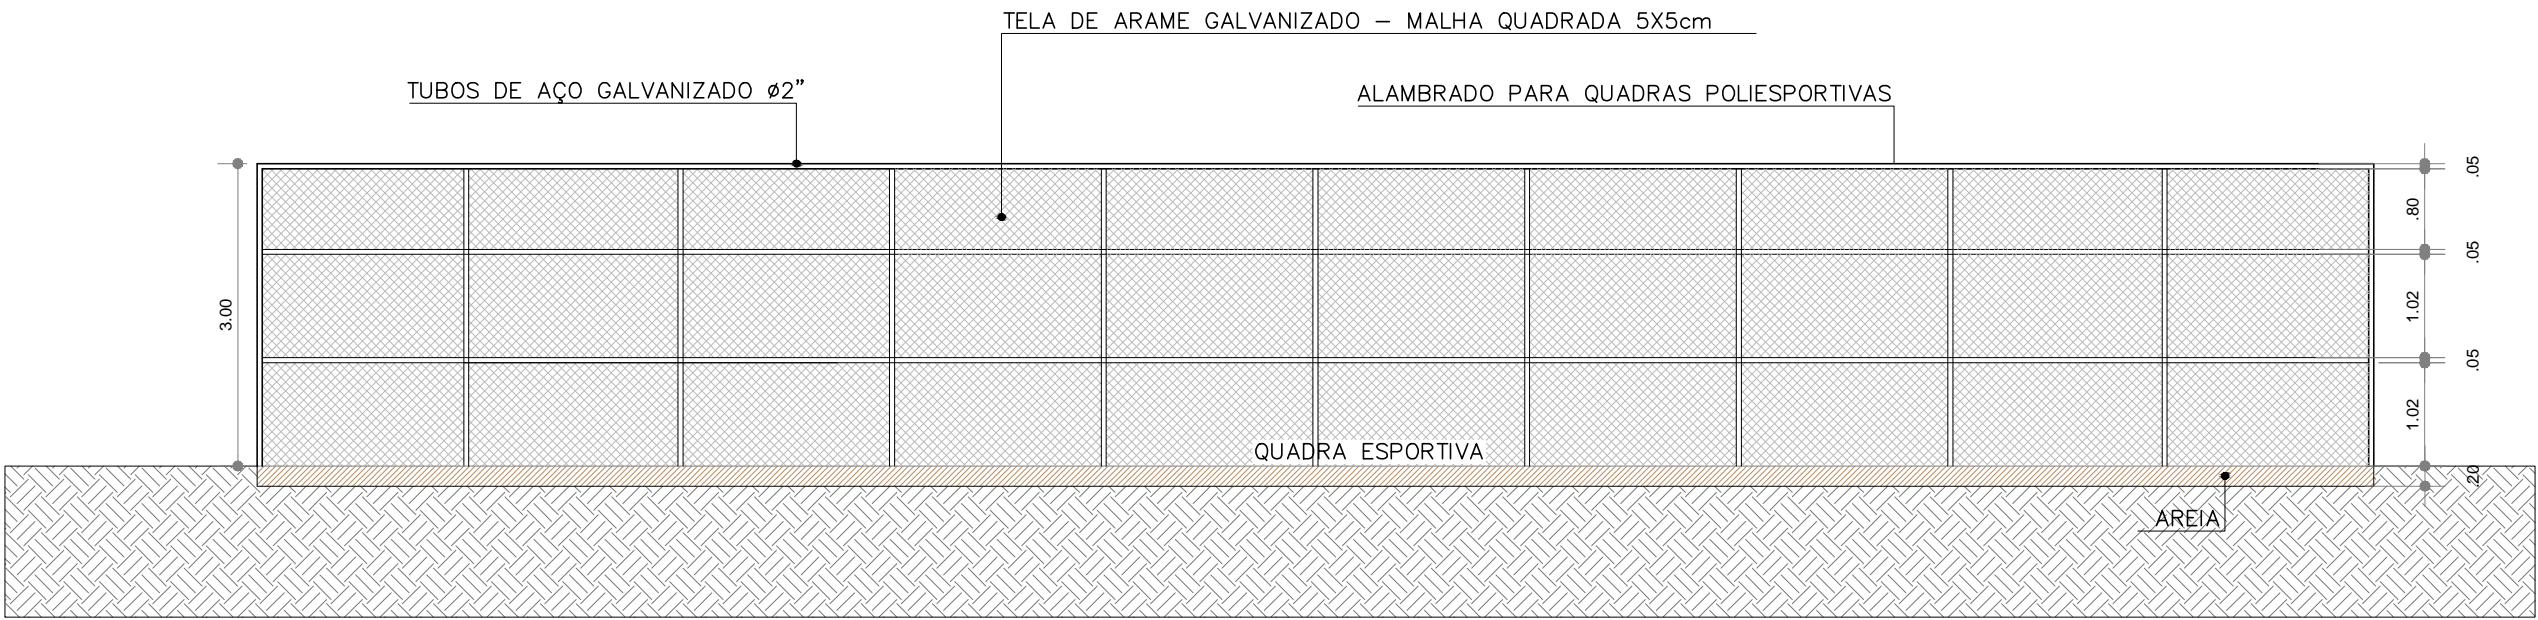 TELA DE ARAME GALVANIZADO – MALHA QUADRADA 5X5cm
TUBOS DE AÇO GALVANIZADO ø2”
ALAMBRADO PARA QUADRAS POLIESPORTIVAS
.05
.80
.05
3.00
1.02
.05
1.02
QUADRA ESPORTIVA
.20
AREIA